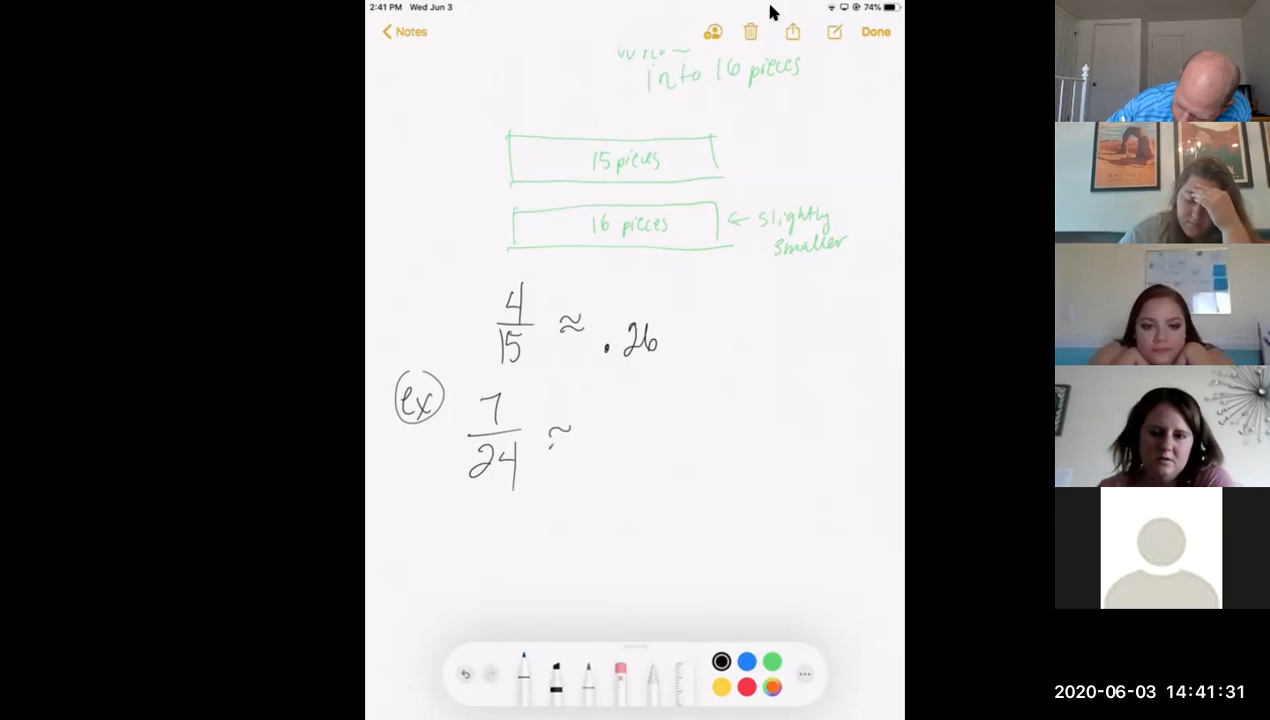 2:41 PM Wed Jun 3
74%
Notes
Done
into 16 pieces
15 pieces
16 pieces
← slightly
smaller
4
15
≈ .26
ex
7
24
≈
2020-06-03 14:41:31